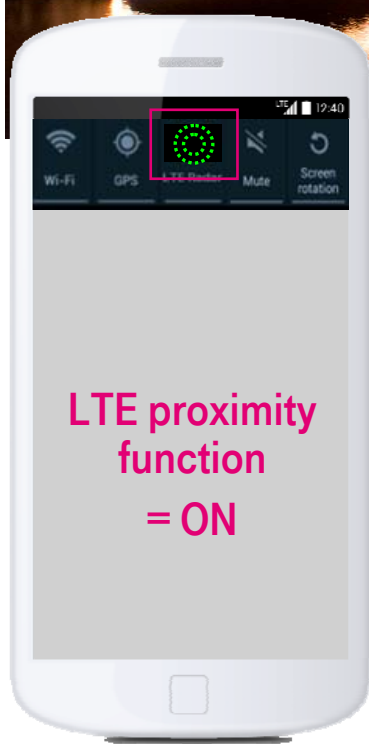 LTE 12:40
Wi-Fi GPS LTE Radar Mute Screen rotation
LTE proximity
function
= ON